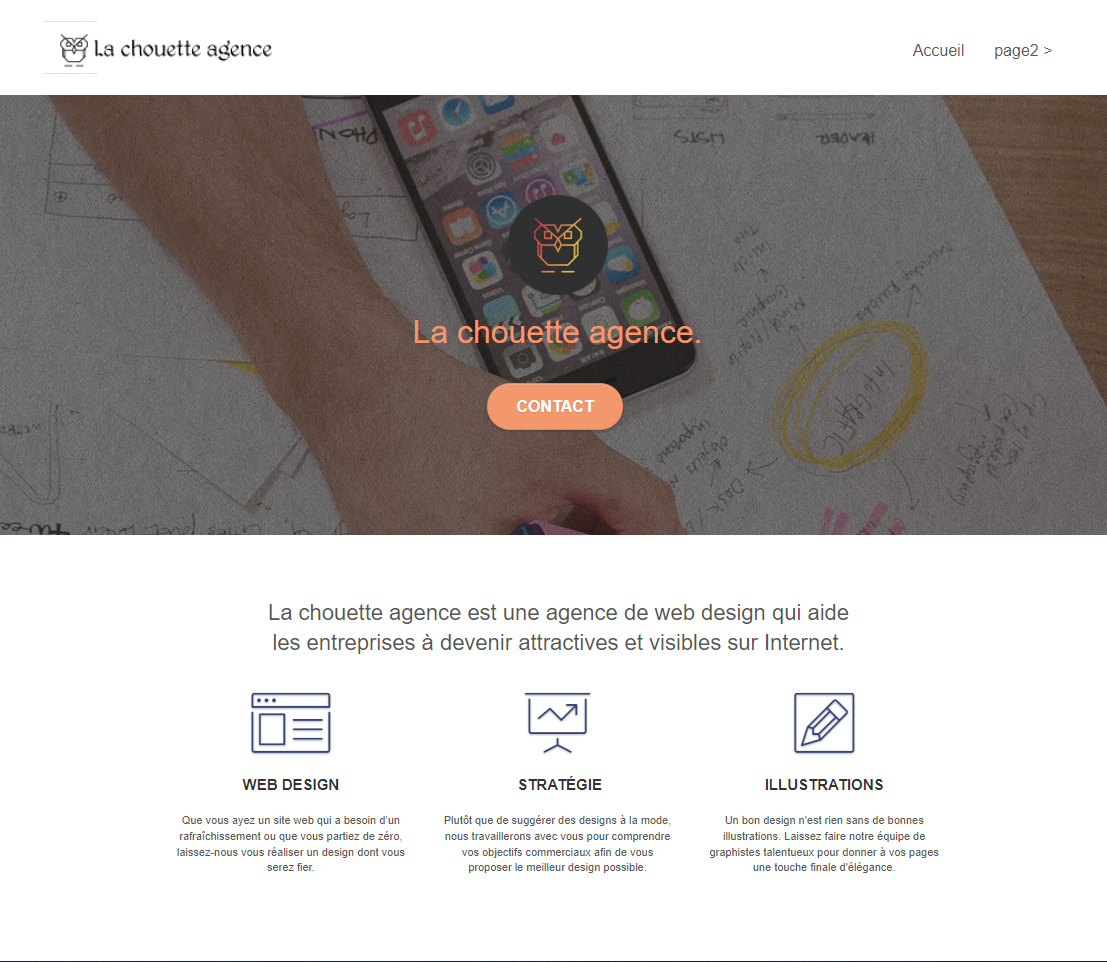 La chouette agence
Accueil
page2 >
PHON
LISTS
HEADER
INFOGRAFIC
La chouette agence.
CONTACT
La chouette agence est une agence de web design qui aide
les entreprises à devenir attractives et visibles sur Internet.
WEB DESIGN
Que vous ayez un site web qui a besoin d'un
rafraîchissement ou que vous partiez de zéro,
laissez-nous vous réaliser un design dont vous
serez fier.
STRATÉGIE
Plutôt que de suggérer des designs à la mode,
nous travaillerons avec vous pour comprendre
vos objectifs commerciaux afin de vous
proposer le meilleur design possible.
ILLUSTRATIONS
Un bon design n'est rien sans de bonnes
illustrations. Laissez faire notre équipe de
graphistes talentueux pour donner à vos pages
une touche finale d'élégance.